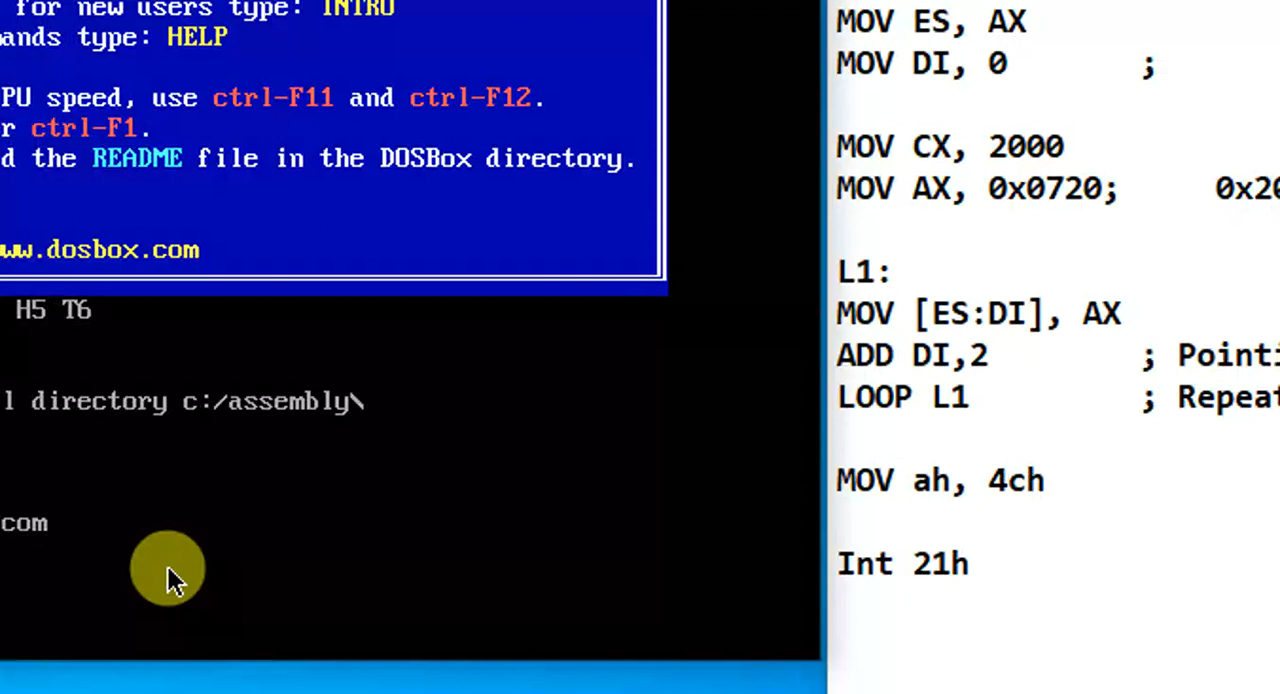 for new users type: INTRO
ands type: HELP
PU speed, use ctrl-F11 and ctrl-F12.
r ctrl-F1.
d the README file in the DOSBox directory.
ww.dosbox.com
H5 T6
l directory c:/assembly\
com
MOV ES, AX
MOV DI, 0 ;
MOV CX, 2000
MOV AX, 0x0720; 0x20
L1:
MOV [ES:DI], AX
ADD DI,2 ; Pointi
LOOP L1 ; Repeat
MOV ah, 4ch
Int 21h